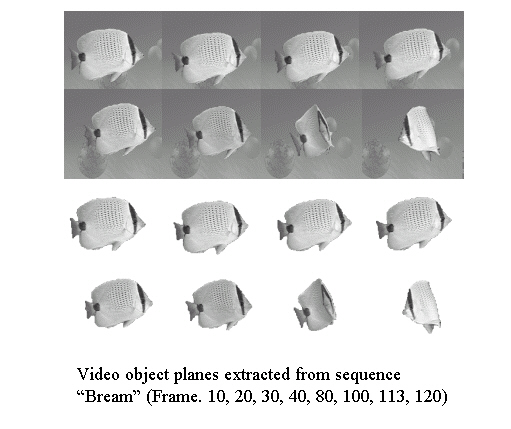 Video object planes extracted from sequence
“Bream” (Frame. 10, 20, 30, 40, 80, 100, 113, 120)